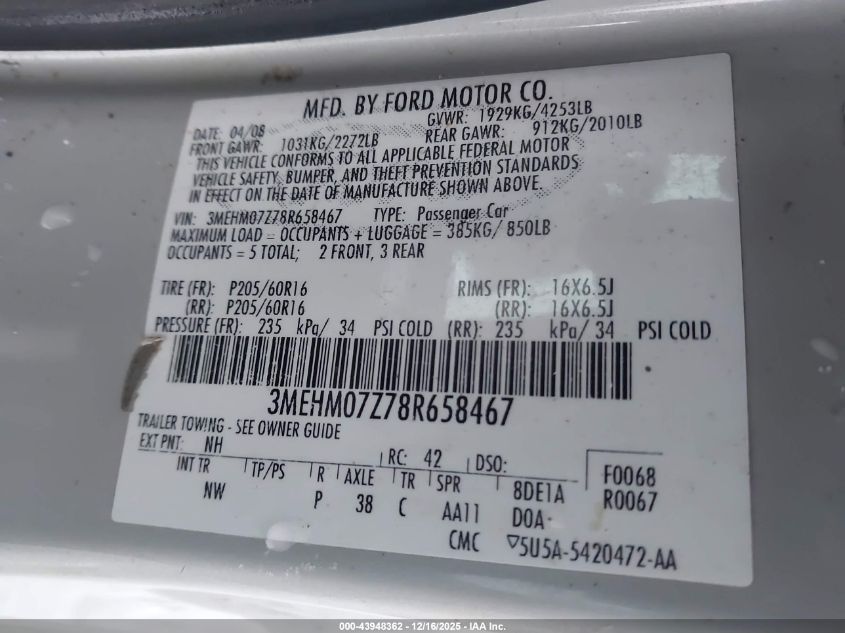 MFD. BY FORD MOTOR CO.
DATE: 04/08 GVWR: 1929KG/4253LB
FRONT GAWR: 1031KG/2272LB REAR GAWR: 912KG/2010LB
THIS VEHICLE CONFORMS TO ALL APPLICABLE FEDERAL MOTOR
VEHICLE SAFETY, BUMPER, AND THEFT PREVENTION STANDARDS
IN EFFECT ON THE DATE OF MANUFACTURE SHOWN ABOVE.
VIN: 3MEHM07Z78R658467 TYPE: Passenger Car
MAXIMUM LOAD = OCCUPANTS + LUGGAGE = 385KG/ 850LB
OCCUPANTS = 5 TOTAL; 2 FRONT, 3 REAR
TIRE (FR): P205/60R16 RIMS (FR): 16X6.5J
(RR): P205/60R16 (RR): 16X6.5J
PRESSURE (FR): 235 kPa/ 34 PSI COLD (RR): 235 kPa/ 34 PSI COLD
3MEHM07Z78R658467
TRAILER TOWING - SEE OWNER GUIDE
EXT PNT: NH RC: 42 DSO: F0068
INT TR TP/PS R AXLE TR SPR 8DE1A R0067
NW P 38 C AA11 DOA
CMC ▽5U5A-5420472-AA
000-43948362 - 12/16/2025 - IAA Inc.